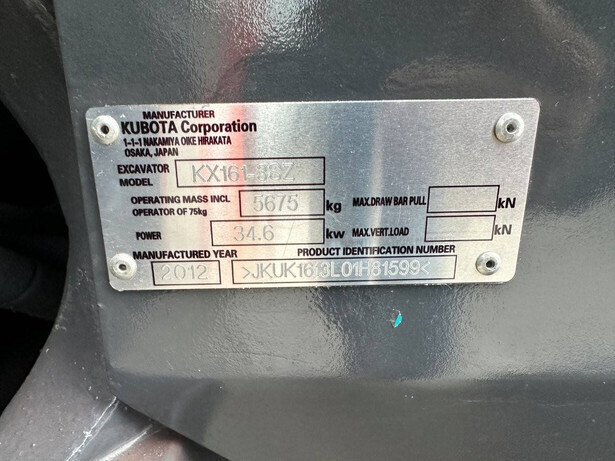 MANUFACTURER
KUBOTA Corporation
1-1-1 NAKAMIYA OIKE HIRAKATA
OSAKA, JAPAN
EXCAVATOR MODEL KX161-3SZ
OPERATING MASS INCL OPERATOR OF 75kg 5675 kg MAX.DRAW BAR PULL kN
POWER 34.6 kw MAX.VERT.LOAD kN
MANUFACTURED YEAR PRODUCT IDENTIFICATION NUMBER
2012 >JKUK1613L01H81599<